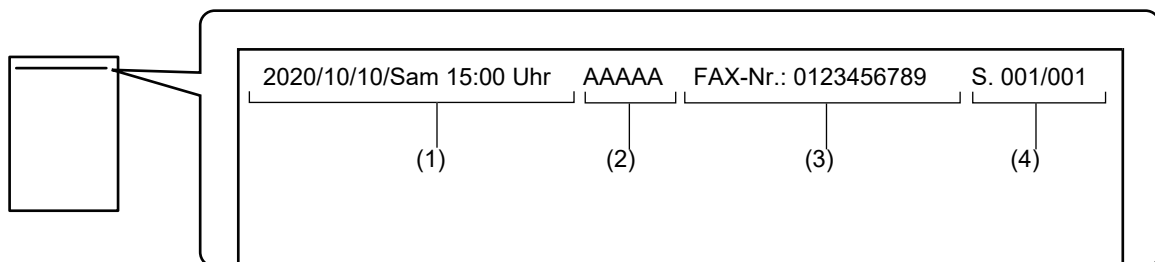 2020/10/10/Sam 15:00 Uhr AAAAA FAX-Nr.: 0123456789 S. 001/001
(1) (2) (3) (4)